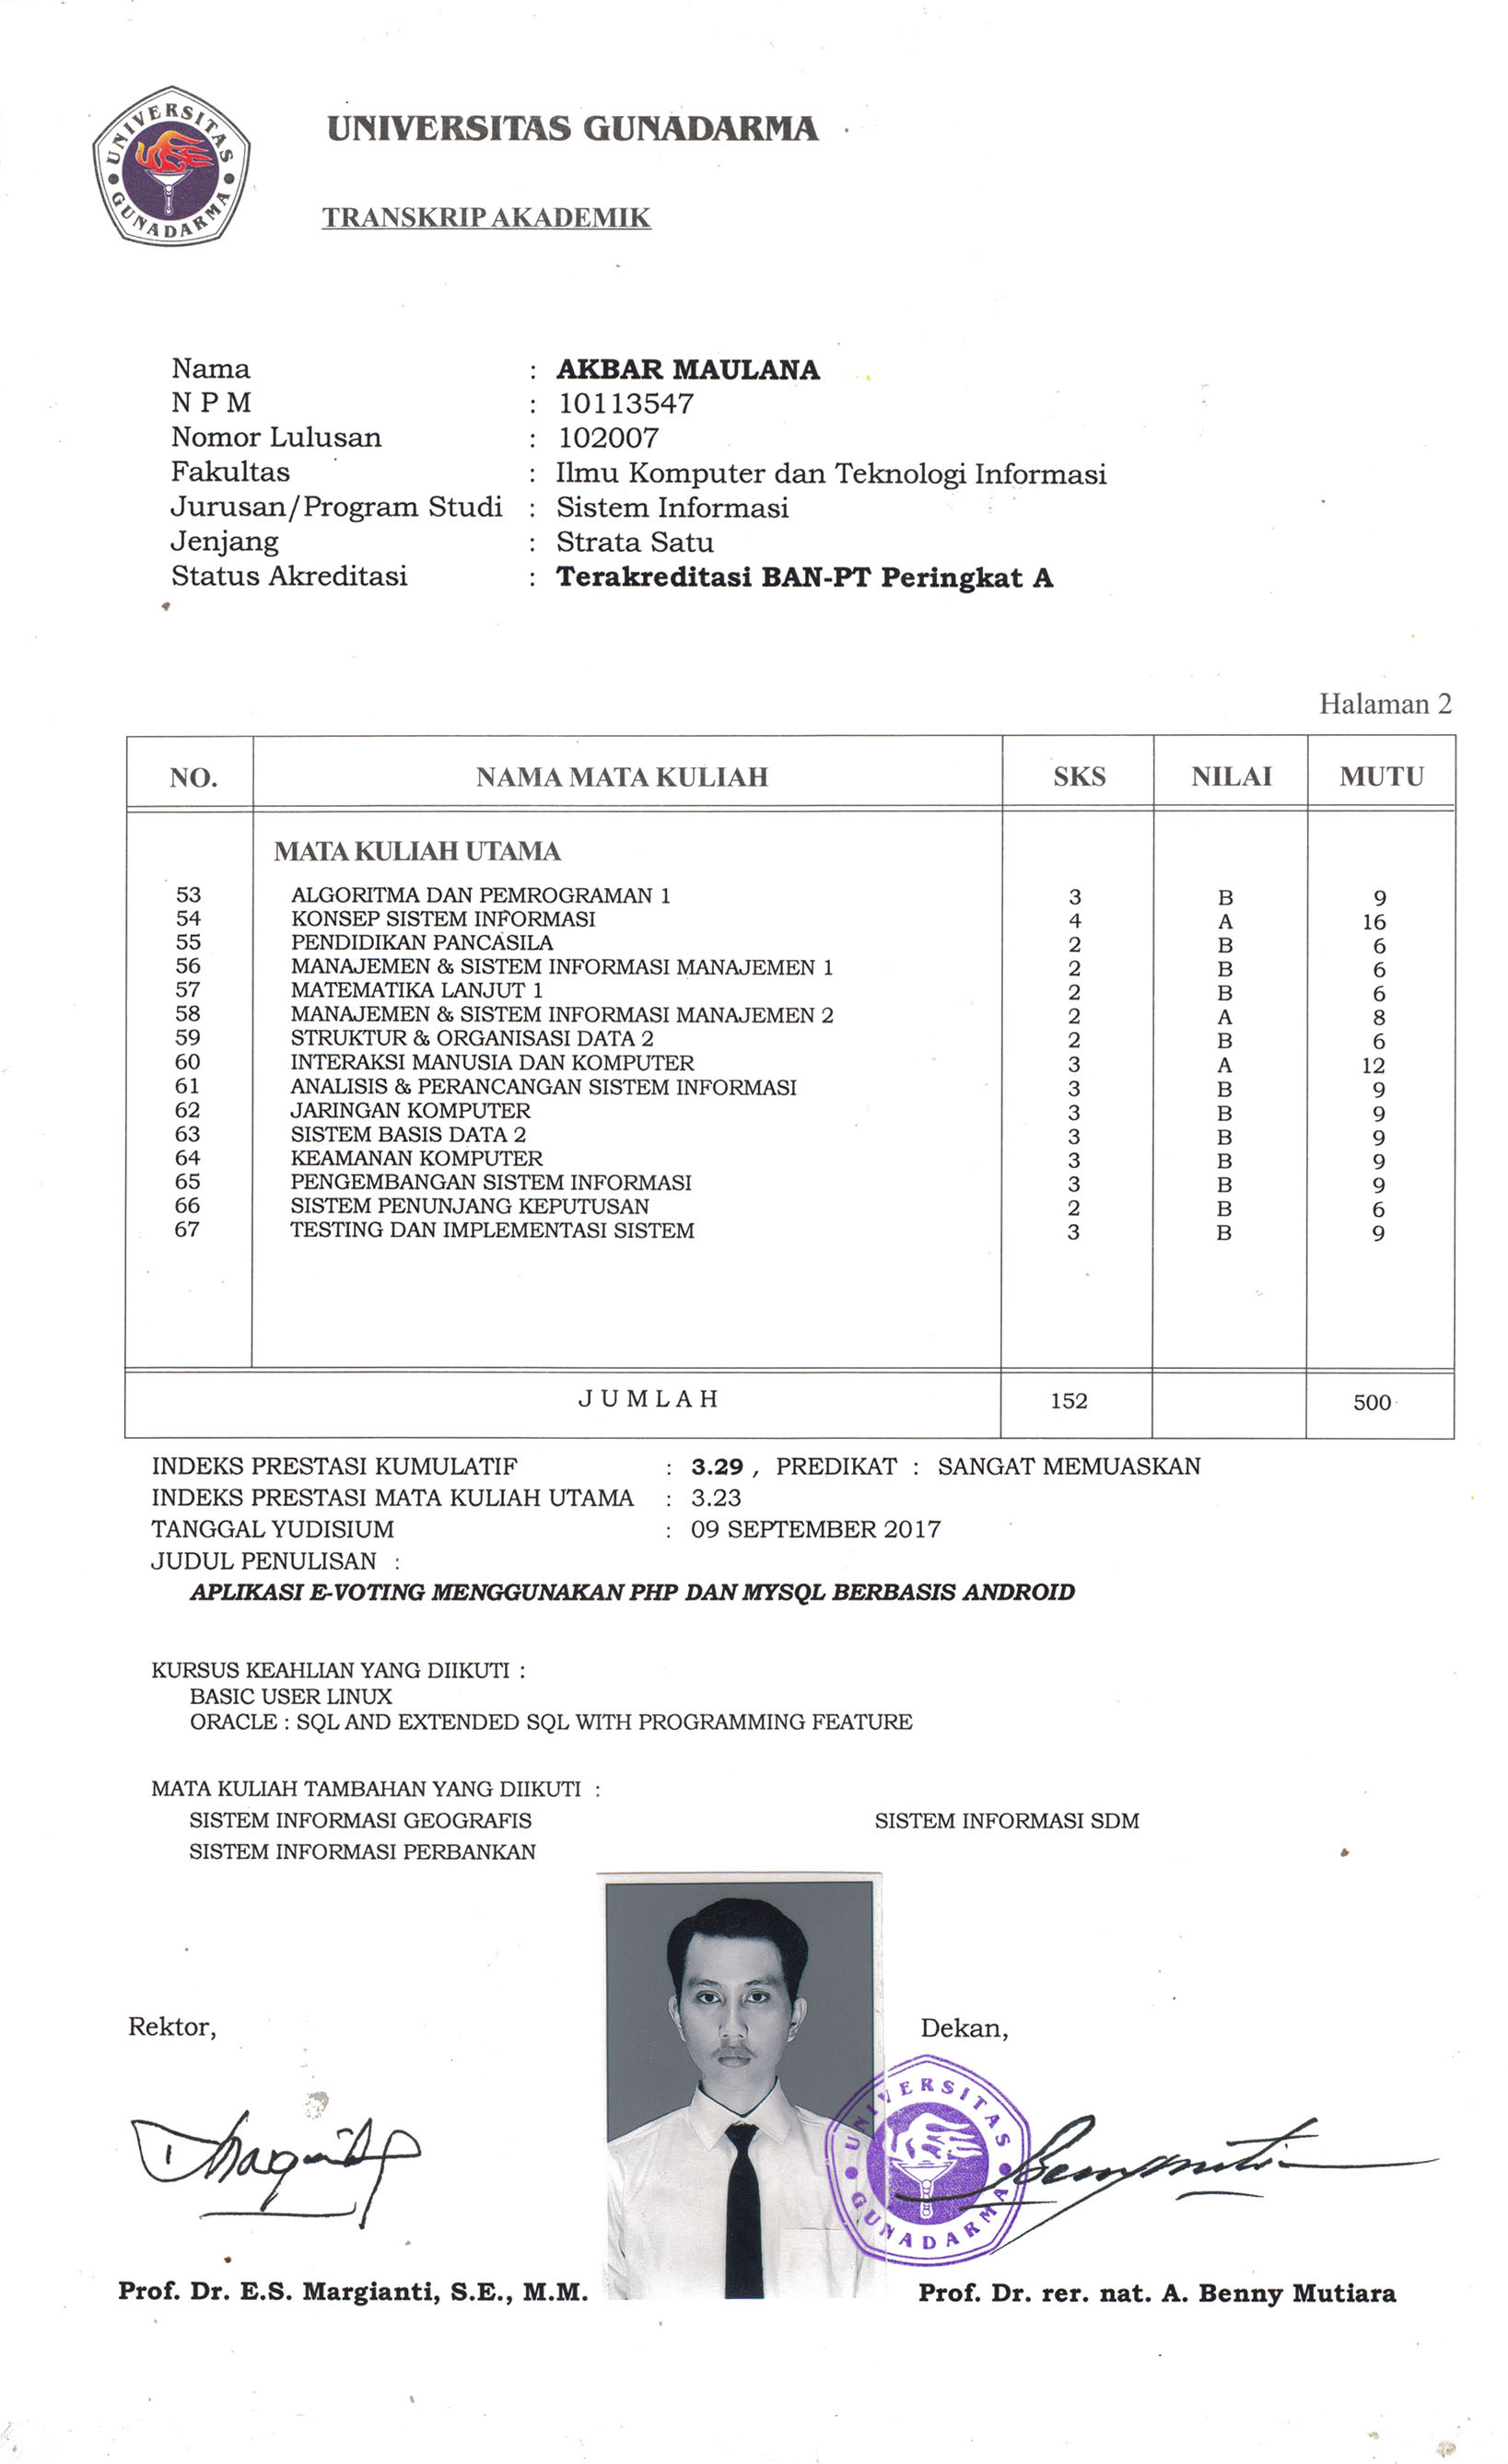 UNIVERSITAS GUNADARMA
UNIVERSITAS GUNADARMA
TRANSKRIP AKADEMIK
Nama : AKBAR MAULANA
N P M : 10113547
Nomor Lulusan : 102007
Fakultas : Ilmu Komputer dan Teknologi Informasi
Jurusan/Program Studi : Sistem Informasi
Jenjang : Strata Satu
Status Akreditasi : Terakreditasi BAN-PT Peringkat A
Halaman 2
NO. NAMA MATA KULIAH SKS NILAI MUTU
MATA KULIAH UTAMA
53 ALGORITMA DAN PEMROGRAMAN 1 3 B 9
54 KONSEP SISTEM INFORMASI 4 A 16
55 PENDIDIKAN PANCASILA 2 B 6
56 MANAJEMEN & SISTEM INFORMASI MANAJEMEN 1 2 B 6
57 MATEMATIKA LANJUT 1 2 B 6
58 MANAJEMEN & SISTEM INFORMASI MANAJEMEN 2 2 A 8
59 STRUKTUR & ORGANISASI DATA 2 2 B 6
60 INTERAKSI MANUSIA DAN KOMPUTER 3 A 12
61 ANALISIS & PERANCANGAN SISTEM INFORMASI 3 B 9
62 JARINGAN KOMPUTER 3 B 9
63 SISTEM BASIS DATA 2 3 B 9
64 KEAMANAN KOMPUTER 3 B 9
65 PENGEMBANGAN SISTEM INFORMASI 3 B 9
66 SISTEM PENUNJANG KEPUTUSAN 2 B 6
67 TESTING DAN IMPLEMENTASI SISTEM 3 B 9
J U M L A H 152 500
INDEKS PRESTASI KUMULATIF : 3.29 , PREDIKAT : SANGAT MEMUASKAN
INDEKS PRESTASI MATA KULIAH UTAMA : 3.23
TANGGAL YUDISIUM : 09 SEPTEMBER 2017
JUDUL PENULISAN :
APLIKASI E-VOTING MENGGUNAKAN PHP DAN MYSQL BERBASIS ANDROID
KURSUS KEAHLIAN YANG DIIKUTI :
BASIC USER LINUX
ORACLE : SQL AND EXTENDED SQL WITH PROGRAMMING FEATURE
MATA KULIAH TAMBAHAN YANG DIIKUTI :
SISTEM INFORMASI GEOGRAFIS SISTEM INFORMASI SDM
SISTEM INFORMASI PERBANKAN
Rektor, Dekan,
UNIVERSITAS GUNADARMA
Prof. Dr. E.S. Margianti, S.E., M.M. Prof. Dr. rer. nat. A. Benny Mutiara